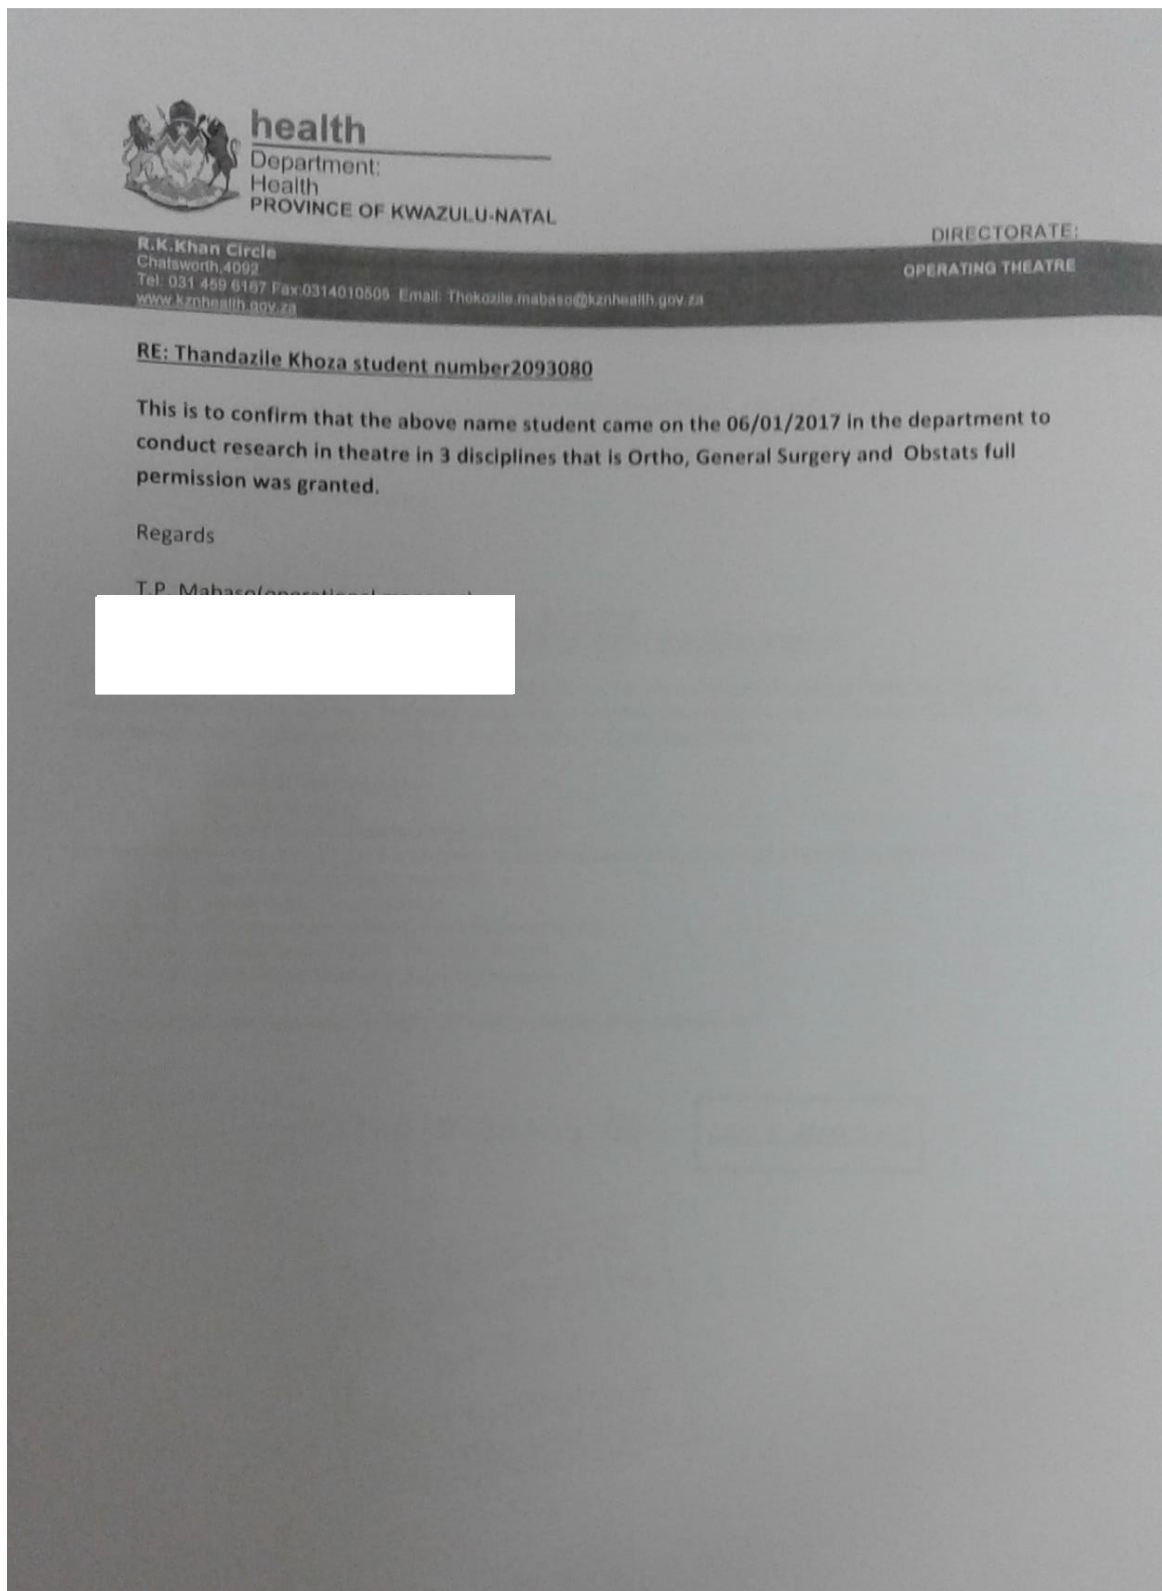 health
Department:
Health
PROVINCE OF KWAZULU-NATAL
DIRECTORATE:
R.K.Khan Circle
Chatsworth,4092
Tel: 031 459 6167 Fax:0314010505 Email: Thokozile.mabaso@kznhealth.gov.za
www.kznhealth.gov.za
OPERATING THEATRE
RE: Thandazile Khoza student number2093080
This is to confirm that the above name student came on the 06/01/2017 in the department to
conduct research in theatre in 3 disciplines that is Ortho, General Surgery and Obstats full
permission was granted.
Regards
T.P. Mabaso(operational